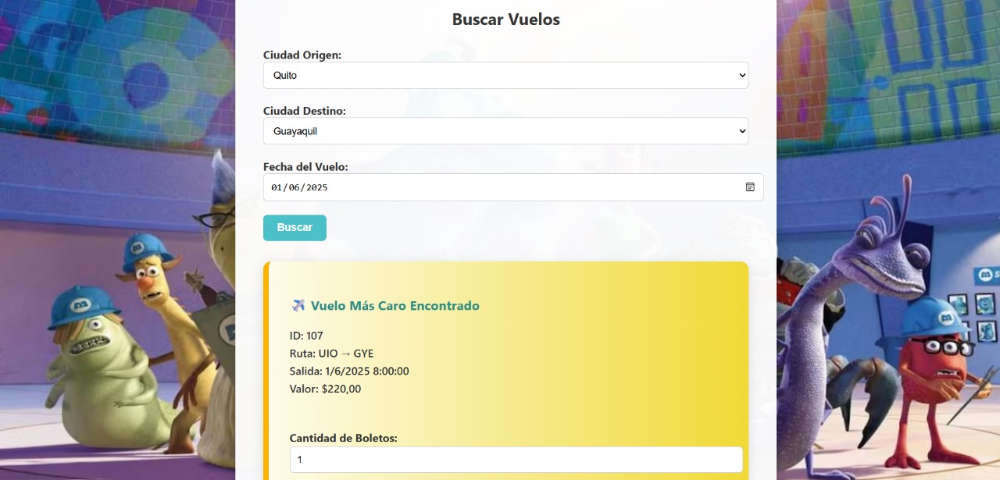 Buscar Vuelos
Ciudad Origen:
Quito
Ciudad Destino:
Guayaquil
Fecha del Vuelo:
01/06/2025
Buscar
Vuelo Más Caro Encontrado
ID: 107
Ruta: UIO → GYE
Salida: 1/6/2025 8:00:00
Valor: $220,00
Cantidad de Boletos:
1